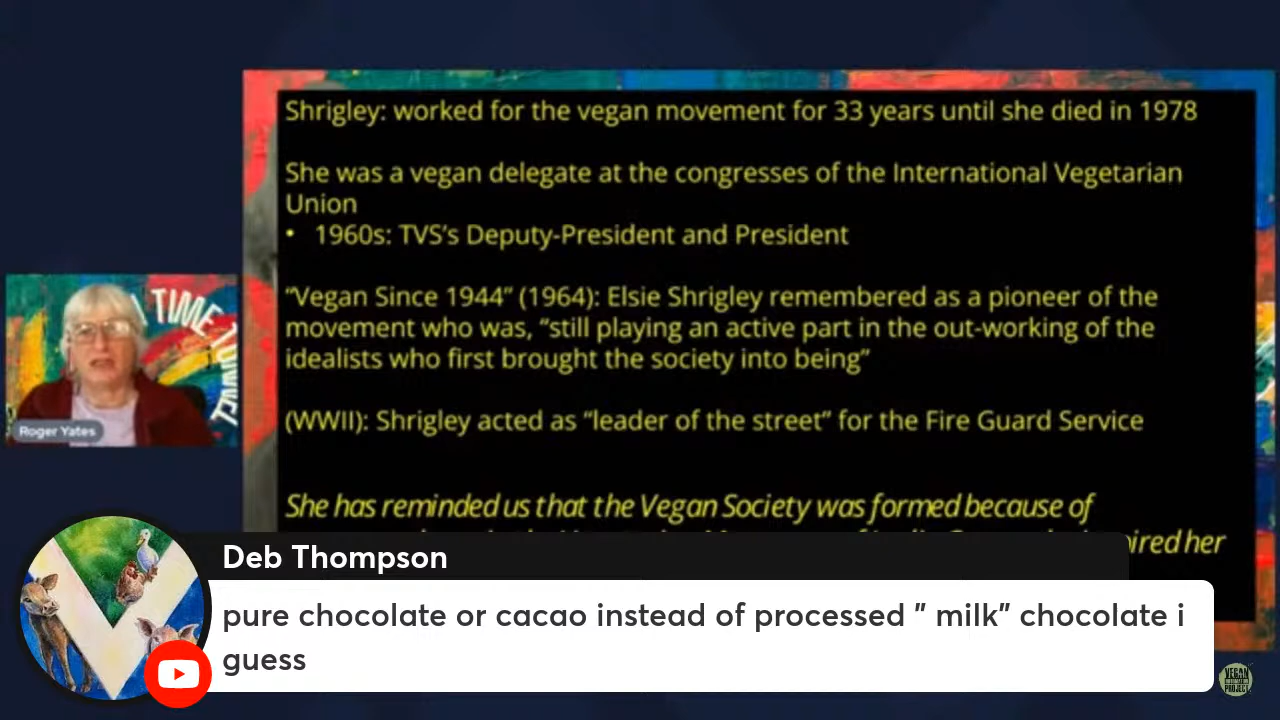 Shrigley: worked for the vegan movement for 33 years until she died in 1978
She was a vegan delegate at the congresses of the International Vegetarian
Union
• 1960s: TVS's Deputy-President and President
“Vegan Since 1944” (1964): Elsie Shrigley remembered as a pioneer of the
movement who was, “still playing an active part in the out-working of the
idealists who first brought the society into being”
(WWII): Shrigley acted as “leader of the street” for the Fire Guard Service
She has reminded us that the Vegan Society was formed because of
her
TIME TUNNEL
Roger Yates
Deb Thompson
pure chocolate or cacao instead of processed " milk" chocolate i
guess
VEGAN
PROJECT